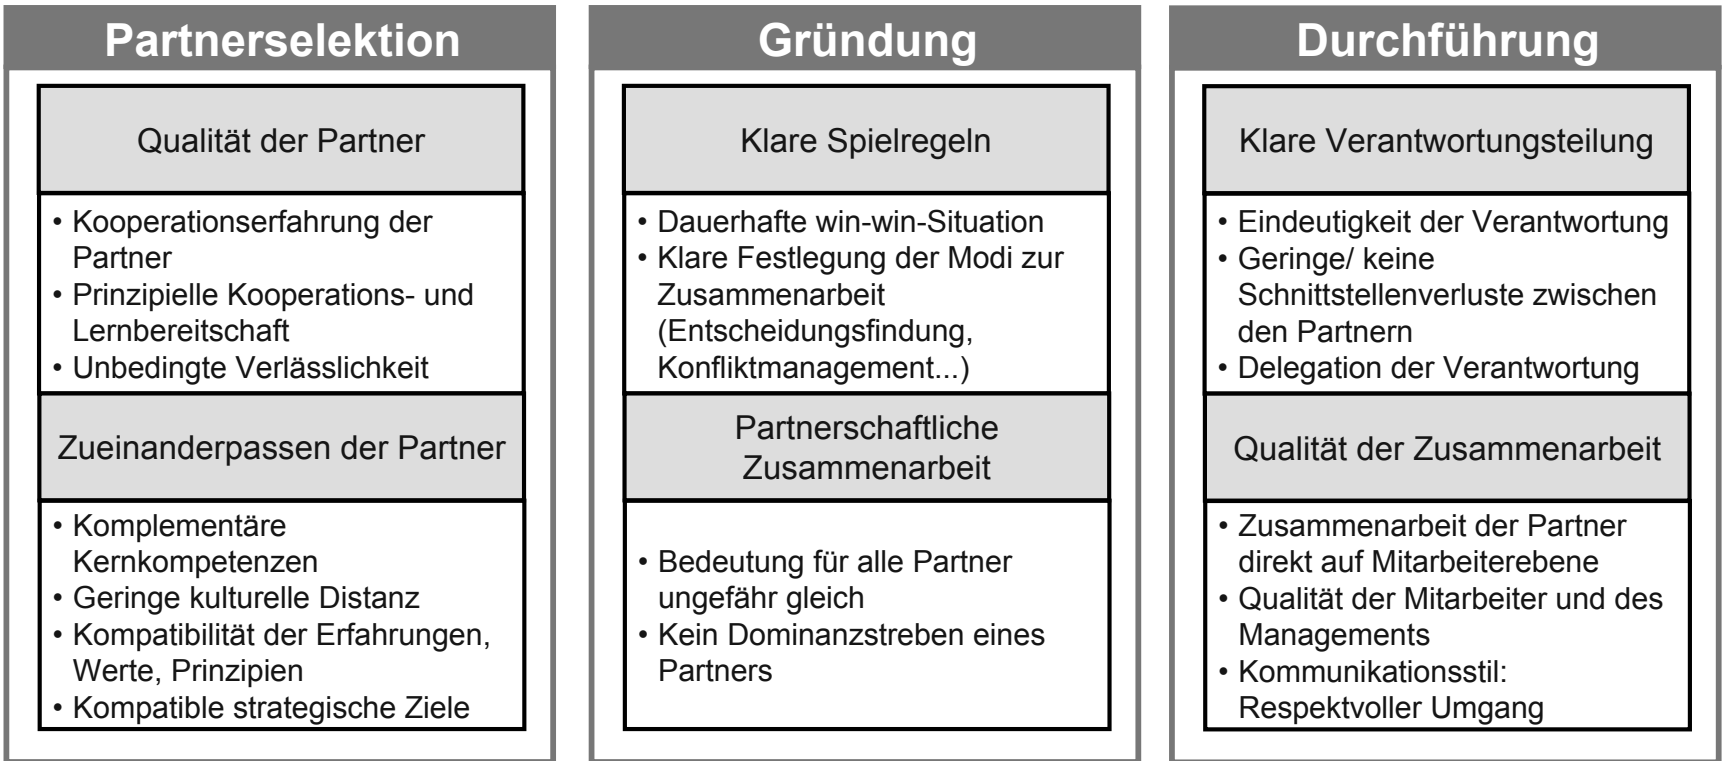 Partnerselektion
Qualität der Partner
• Kooperationserfahrung der
Partner
• Prinzipielle Kooperations- und
Lernbereitschaft
• Unbedingte Verlässlichkeit
Zueinanderpassen der Partner
• Komplementäre
Kernkompetenzen
• Geringe kulturelle Distanz
• Kompatibilität der Erfahrungen,
Werte, Prinzipien
• Kompatible strategische Ziele
Gründung
Klare Spielregeln
• Dauerhafte win-win-Situation
• Klare Festlegung der Modi zur
Zusammenarbeit
(Entscheidungsfindung,
Konfliktmanagement...)
Partnerschaftliche
Zusammenarbeit
• Bedeutung für alle Partner
ungefähr gleich
• Kein Dominanzstreben eines
Partners
Durchführung
Klare Verantwortungsteilung
• Eindeutigkeit der Verantwortung
• Geringe/ keine
Schnittstellenverluste zwischen
den Partnern
• Delegation der Verantwortung
Qualität der Zusammenarbeit
• Zusammenarbeit der Partner
direkt auf Mitarbeiterebene
• Qualität der Mitarbeiter und des
Managements
• Kommunikationsstil:
Respektvoller Umgang